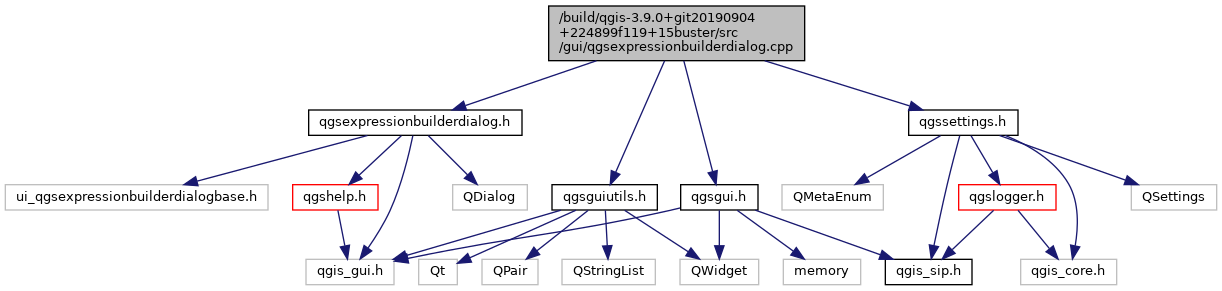 /build/qgis-3.9.0+git20190904
+224899f119+15buster/src
/gui/qgsexpressionbuilderdialog.cpp
qgsexpressionbuilderdialog.h
qgssettings.h
ui_qgsexpressionbuilderdialogbase.h
qgshelp.h
QDialog
qgsguiutils.h
qgsgui.h
QMetaEnum
qgslogger.h
QSettings
qgis_gui.h
Qt
QPair
QStringList
QWidget
memory
qgis_sip.h
qgis_core.h